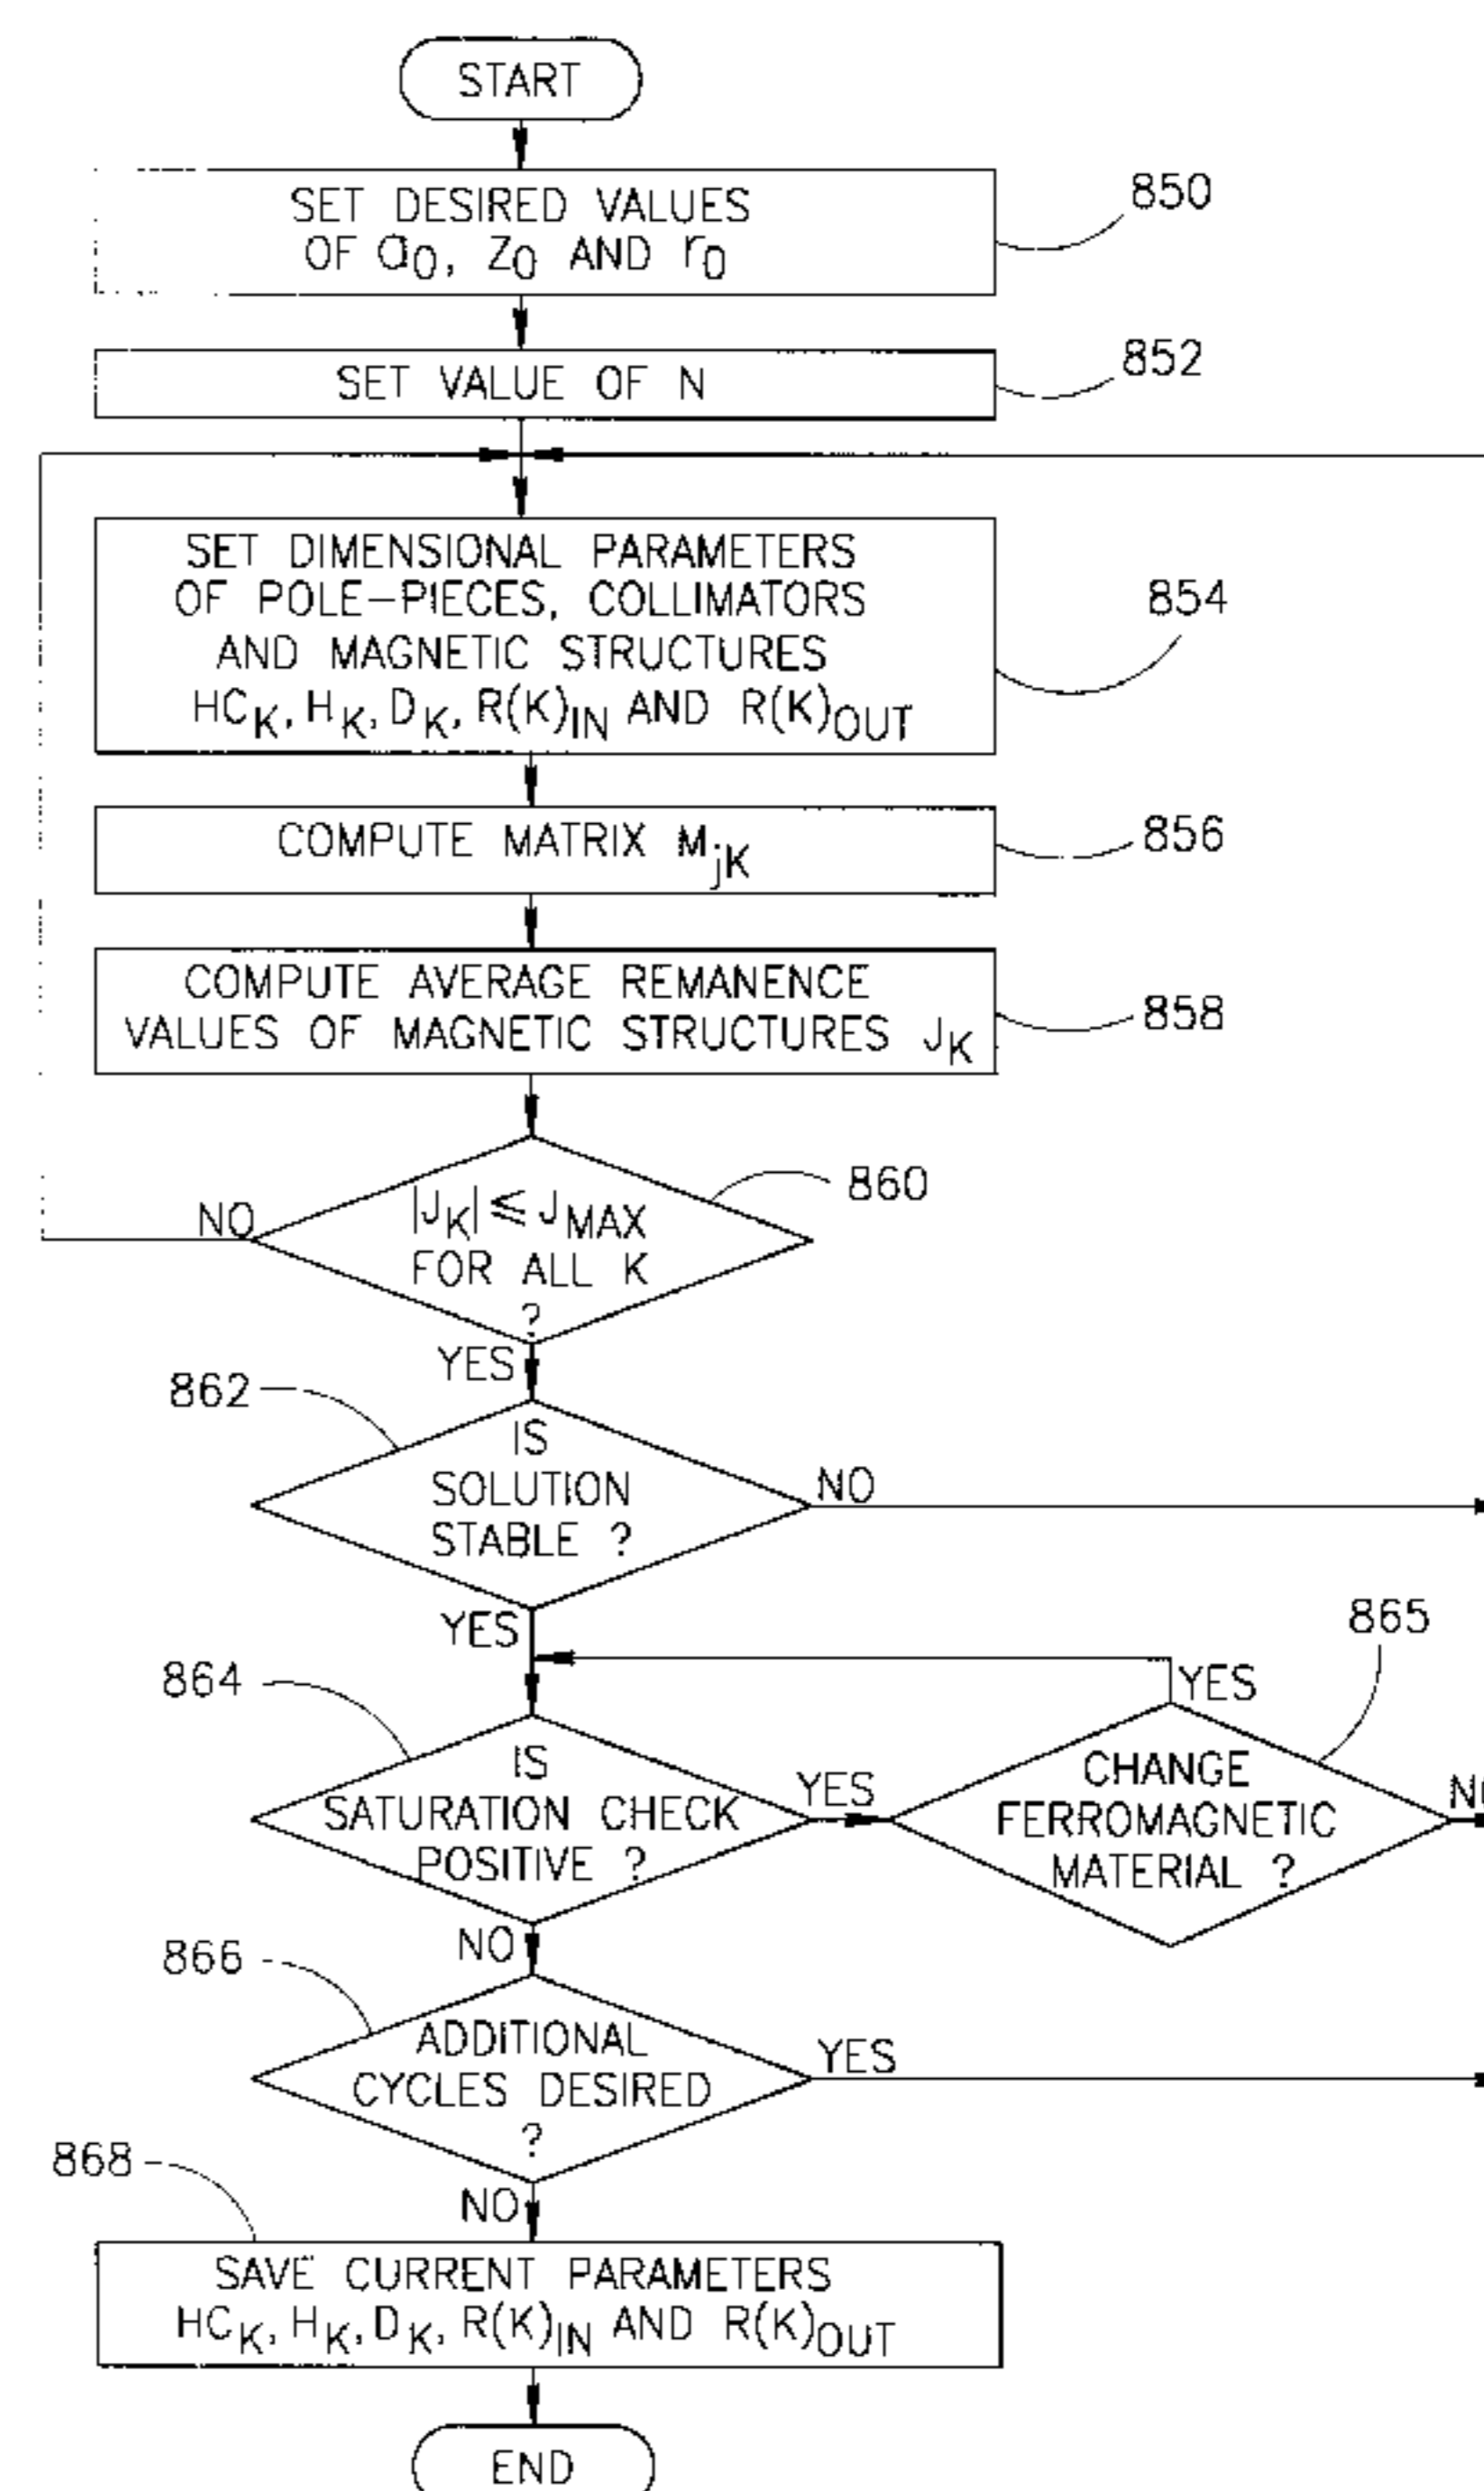 START
SET DESIRED VALUES
OF a0, Z0 AND r0
850
SET VALUE OF N
852
SET DIMENSIONAL PARAMETERS
OF POLE-PIECES, COLLIMATORS
AND MAGNETIC STRUCTURES
HCK, HK, DK, R(K)IN AND R(K)OUT
854
COMPUTE MATRIX MjK
856
COMPUTE AVERAGE REMANENCE
VALUES OF MAGNETIC STRUCTURES JK
858
860
NO
|JK| ≤ JMAX
FOR ALL K
?
YES
862
IS
SOLUTION
STABLE ?
NO
YES
865
864
YES
IS
SATURATION CHECK
POSITIVE ?
YES
CHANGE
FERROMAGNETIC
MATERIAL ?
NO
NO
866
ADDITIONAL
CYCLES DESIRED
?
YES
868
NO
SAVE CURRENT PARAMETERS
HCK, HK, DK, R(K)IN AND R(K)OUT
END